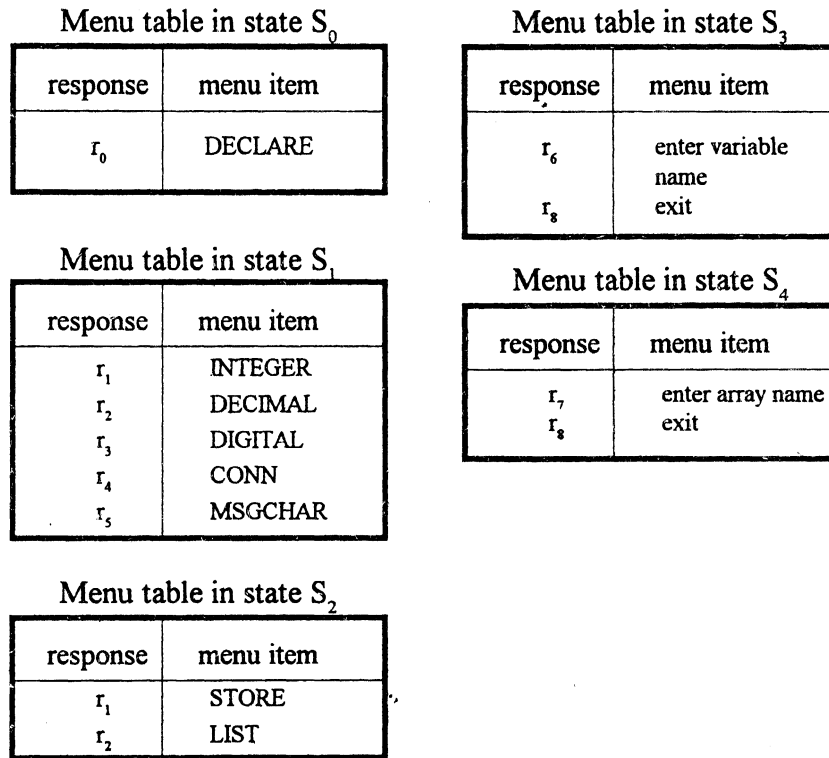 Menu table in state S₀
response menu item
r₀ DECLARE
Menu table in state S₁
response menu item
r₁ INTEGER
r₂ DECIMAL
r₃ DIGITAL
r₄ CONN
r₅ MSGCHAR
Menu table in state S₂
response menu item
r₁ STORE
r₂ LIST
Menu table in state S₃
response menu item
r₆ enter variable
name
r₈ exit
Menu table in state S₄
response menu item
r₇ enter array name
r₈ exit